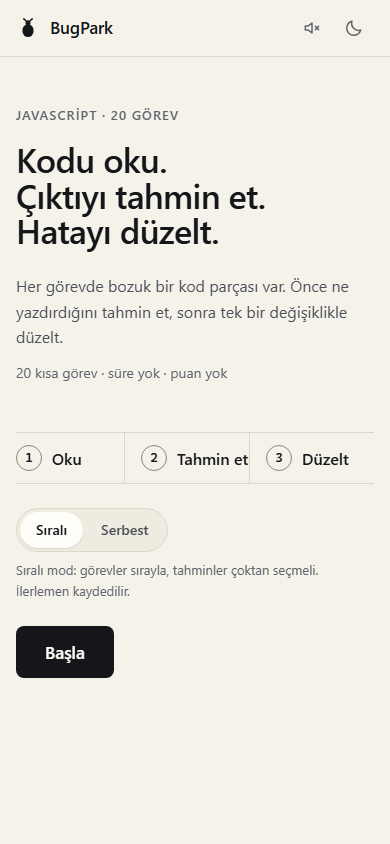 BugPark
JAVASCRİPT · 20 GÖREV
Kodu oku.
Çıktıyı tahmin et.
Hatayı düzelt.
Her görevde bozuk bir kod parçası var. Önce ne
yazdırdığını tahmin et, sonra tek bir değişiklikle
düzelt.
20 kısa görev · süre yok · puan yok
1 Oku 2 Tahmin et 3 Düzelt
Sıralı Serbest
Sıralı mod: görevler sırayla, tahminler çoktan seçmeli.
İlerlemen kaydedilir.
Başla